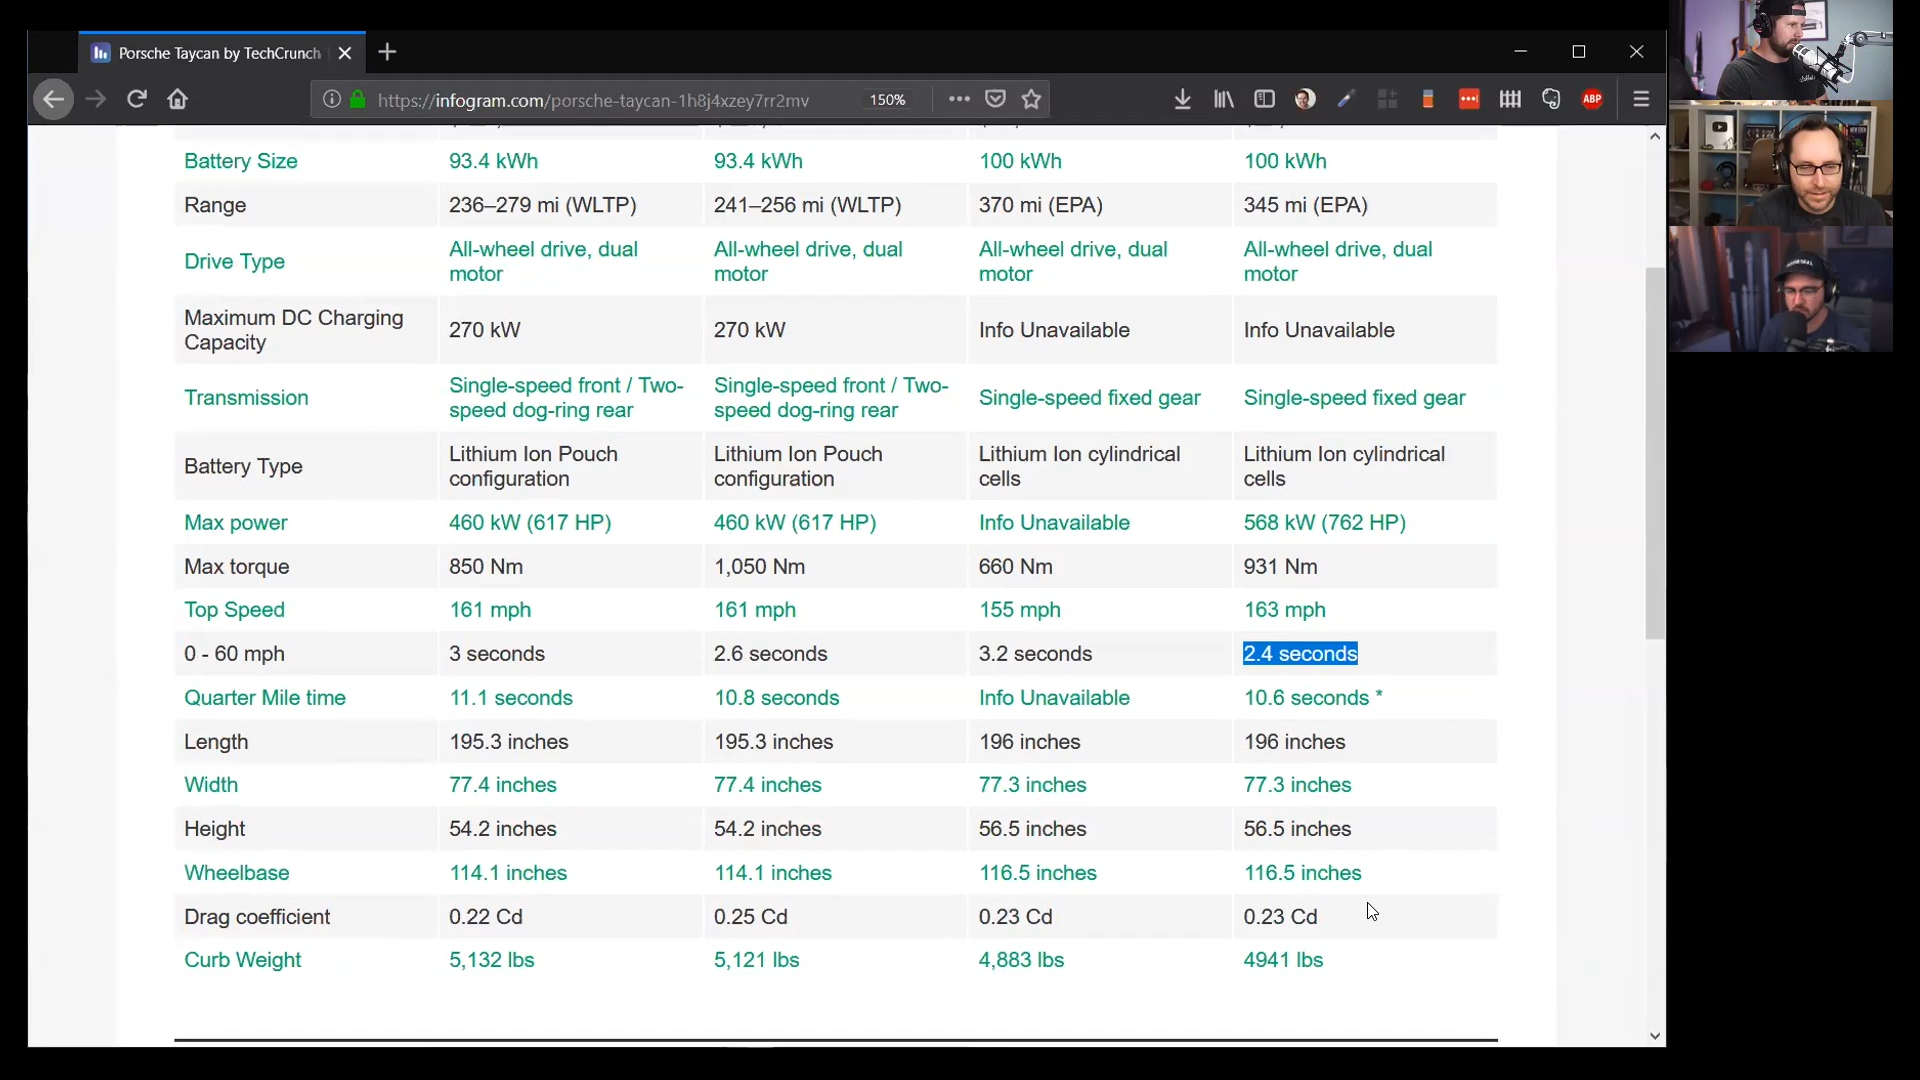 Porsche Taycan by TechCrunch
https://infogram.com/porsche-taycan-1h8j4xzey7rr2mv 150% ABP
Battery Size 93.4 kWh 93.4 kWh 100 kWh 100 kWh
Range 236–279 mi (WLTP) 241–256 mi (WLTP) 370 mi (EPA) 345 mi (EPA)
Drive Type All-wheel drive, dual motor All-wheel drive, dual motor All-wheel drive, dual motor All-wheel drive, dual motor
Maximum DC Charging Capacity 270 kW 270 kW Info Unavailable Info Unavailable
Transmission Single-speed front / Two-speed dog-ring rear Single-speed front / Two-speed dog-ring rear Single-speed fixed gear Single-speed fixed gear
Battery Type Lithium Ion Pouch configuration Lithium Ion Pouch configuration Lithium Ion cylindrical cells Lithium Ion cylindrical cells
Max power 460 kW (617 HP) 460 kW (617 HP) Info Unavailable 568 kW (762 HP)
Max torque 850 Nm 1,050 Nm 660 Nm 931 Nm
Top Speed 161 mph 161 mph 155 mph 163 mph
0 - 60 mph 3 seconds 2.6 seconds 3.2 seconds 2.4 seconds
Quarter Mile time 11.1 seconds 10.8 seconds Info Unavailable 10.6 seconds *
Length 195.3 inches 195.3 inches 196 inches 196 inches
Width 77.4 inches 77.4 inches 77.3 inches 77.3 inches
Height 54.2 inches 54.2 inches 56.5 inches 56.5 inches
Wheelbase 114.1 inches 114.1 inches 116.5 inches 116.5 inches
Drag coefficient 0.22 Cd 0.25 Cd 0.23 Cd 0.23 Cd
Curb Weight 5,132 lbs 5,121 lbs 4,883 lbs 4941 lbs